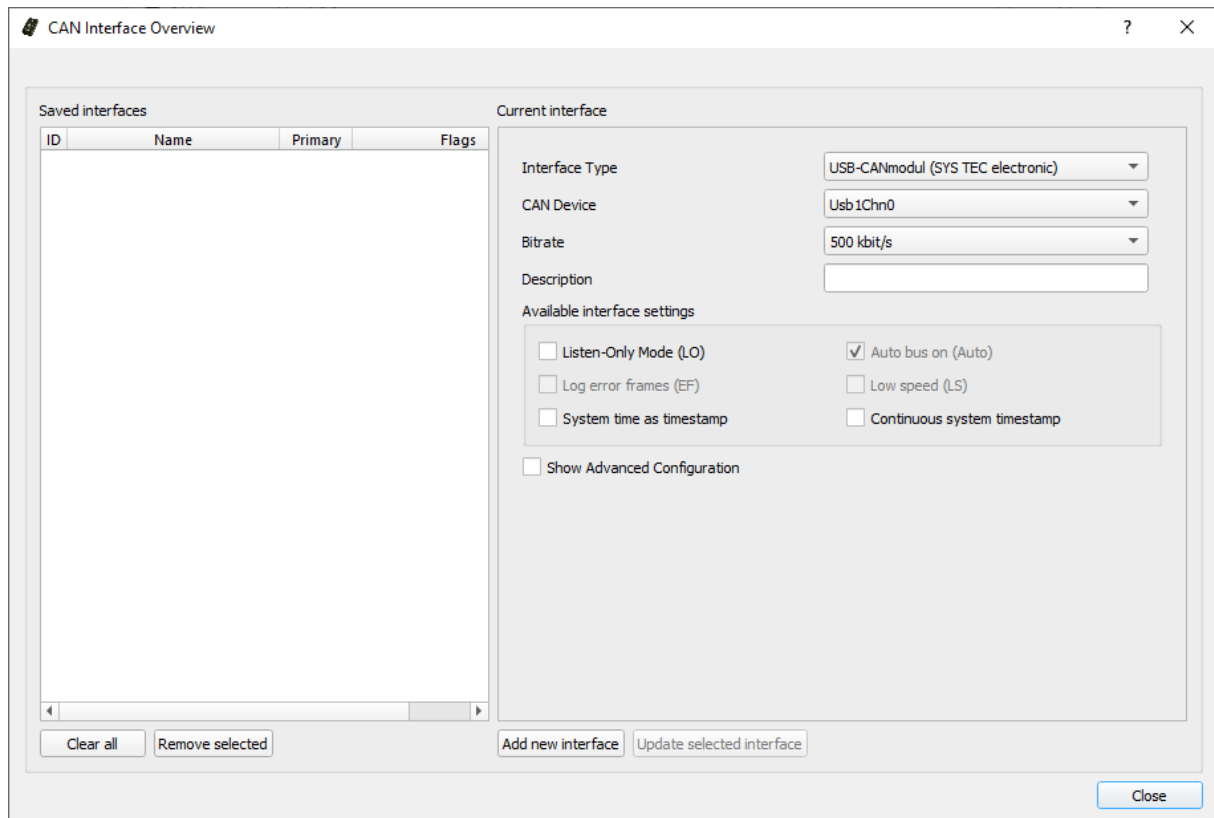 CAN Interface Overview
?
Saved interfaces
Current interface
ID Name Primary Flags
Interface Type USB-CANmodul (SYS TEC electronic)
CAN Device Usb1Chn0
Bitrate 500 kbit/s
Description
Available interface settings
Listen-Only Mode (LO) Auto bus on (Auto)
Log error frames (EF) Low speed (LS)
System time as timestamp Continuous system timestamp
Show Advanced Configuration
Clear all Remove selected Add new interface Update selected interface
Close